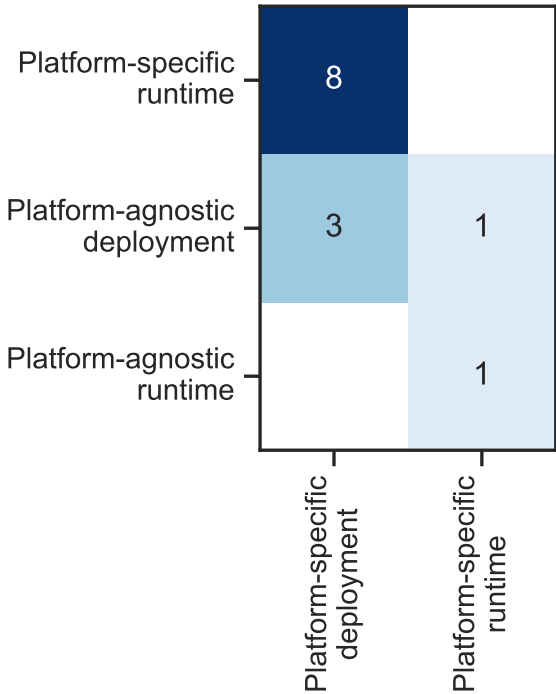 Platform-specific
runtime
8
Platform-agnostic
deployment
3
1
Platform-agnostic
runtime
1
Platform-specific
deployment
Platform-specific
runtime